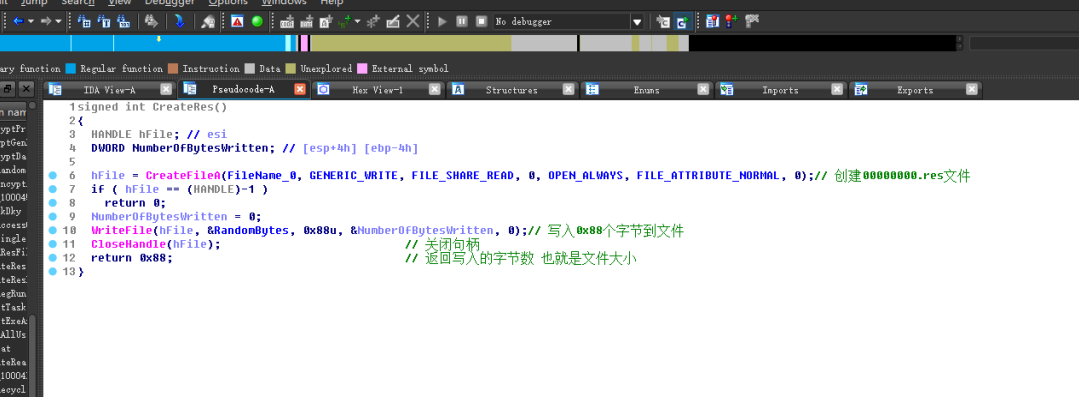 Jump Search View Debugger Options Windows Help
No debugger
ary function Regular function Instruction Data Unexplored External symbol
IDA View-A Pseudocode-A Hex View-1 Structures Enums Imports Exports
1 signed int CreateRes()
2 {
3 HANDLE hFile; // esi
4 DWORD NumberOfBytesWritten; // [esp+4h] [ebp-4h]
5
6 hFile = CreateFileA(FileName_0, GENERIC_WRITE, FILE_SHARE_READ, 0, OPEN_ALWAYS, FILE_ATTRIBUTE_NORMAL, 0);// 创建00000000.res文件
7 if ( hFile == (HANDLE)-1 )
8 return 0;
9 NumberOfBytesWritten = 0;
10 WriteFile(hFile, &RandomBytes, 0x88u, &NumberOfBytesWritten, 0);// 写入0x88个字节到文件
11 CloseHandle(hFile); // 关闭句柄
12 return 0x88; // 返回写入的字节数 也就是文件大小
13 }
n nam
yptPr
yptGen
yptDa
andom
ncypt
_10004
kDky
ccess
ingle
ResFil
teRes
teRes
egRun
tTask
tExeA
AllUs
at
teRea
_10004
ecycl